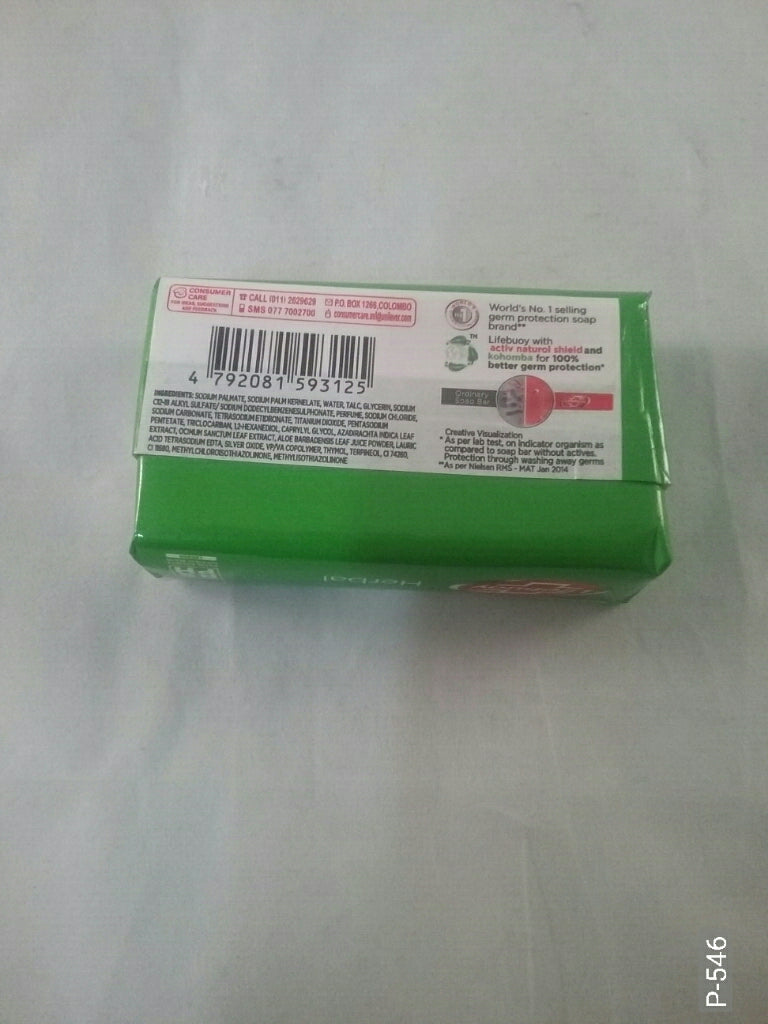 CONSUMER
CARE
FOR IDEAS, SUGGESTIONS
AND FEEDBACK
CALL (011) 2029629
SMS 077 7002700
P.O. BOX 1266,COLOMBO
consumercare.srl@unilever.com
4 792081 593125
INGREDIENTS: SODIUM PALMATE, SODIUM PALM KERNELATE, WATER, TALC, GLYCERIN, SODIUM
C12-18 ALKYL SULFATE/ SODIUM DODECYLBENZENESULPHONATE, PERFUME, SODIUM CHLORIDE,
SODIUM CARBONATE, TETRASODIUM ETIDRONATE, TITANIUM DIOXIDE, PENTASODIUM
PENTETATE, TRICLOCARBAN, 1,2-HEXANEDIOL, CAPRYLYL GLYCOL, AZADIRACHTA INDICA LEAF
EXTRACT, OCIMUM SANCTUM LEAF EXTRACT, ALOE BARBADENSIS LEAF JUICE POWDER, LAURIC
ACID TETRASODIUM EDTA, SILVER OXIDE, VP/VA COPOLYMER, THYMOL, TERPINEOL, CI 74260,
CI 11680, METHYLCHLOROISOTHIAZOLINONE, METHYLISOTHIAZOLINONE
WORLD'S
No 1
World's No. 1 selling
germ protection soap
brand**
TM
Lifebuoy with
activ naturol shield and
kohomba for 100%
better germ protection*
Ordinary
Soap Bar
Creative Visualization
* As per lab test, on indicator organism as
compared to soap bar without actives.
Protection through washing away germs
**As per Nielsen RMS - MAT Jan 2014
Herbal
P-546